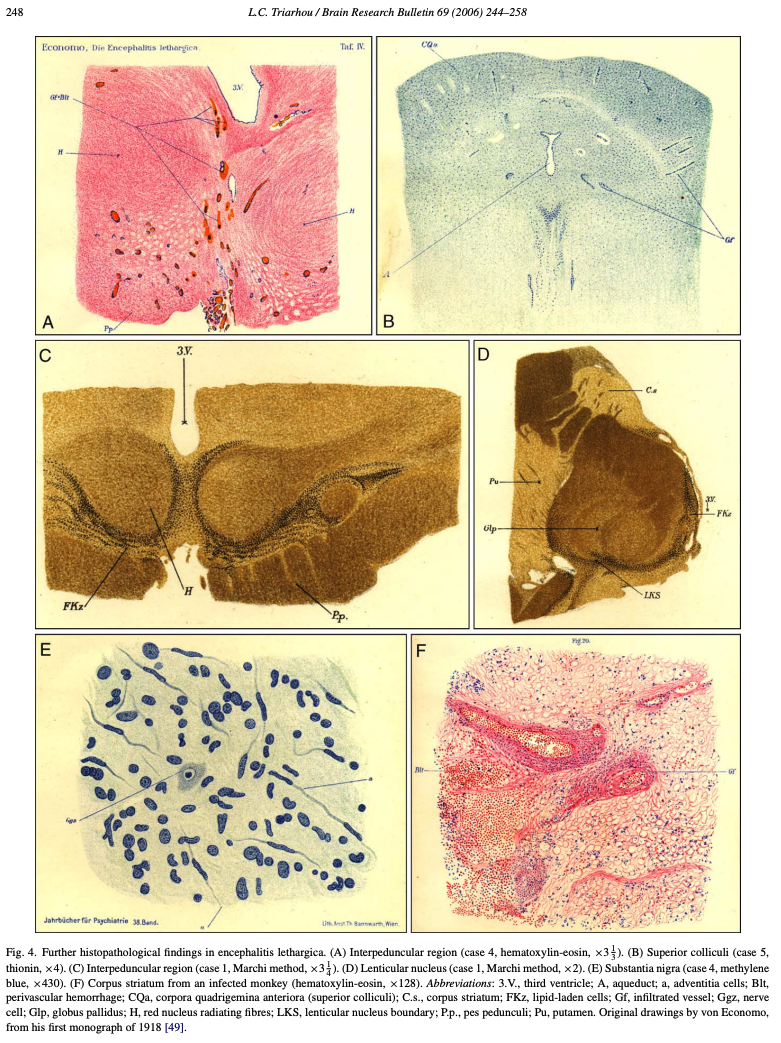 248
L.C. Triarhou / Brain Research Bulletin 69 (2006) 244–258
Economo, Die Encephalitis lethargica.
Taf. IV.
3.V.
Gf+Blt
H
H
Pp
A
CQa
A
Gf
B
C
3.V.
FKz
H
P.p.
D
C.s
Pu
3.V.
FKz
Glp
LKS
E
a
Ggz
a
Jahrbücher für Psychiatrie 38.Band.
Lith.Anst.Th.Bannwarth,Wien.
Fig.20.
F
Blt
Gf
Fig. 4. Further histopathological findings in encephalitis lethargica. (A) Interpeduncular region (case 4, hematoxylin-eosin, ×3 1/3). (B) Superior colliculi (case 5,
thionin, ×4). (C) Interpeduncular region (case 1, Marchi method, ×3 1/4). (D) Lenticular nucleus (case 1, Marchi method, ×2). (E) Substantia nigra (case 4, methylene
blue, ×430). (F) Corpus striatum from an infected monkey (hematoxylin-eosin, ×128). Abbreviations: 3.V., third ventricle; A, aqueduct; a, adventitia cells; Blt,
perivascular hemorrhage; CQa, corpora quadrigemina anteriora (superior colliculi); C.s., corpus striatum; FKz, lipid-laden cells; Gf, infiltrated vessel; Ggz, nerve
cell; Glp, globus pallidus; H, red nucleus radiating fibres; LKS, lenticular nucleus boundary; P.p., pes pedunculi; Pu, putamen. Original drawings by von Economo,
from his first monograph of 1918 [49].